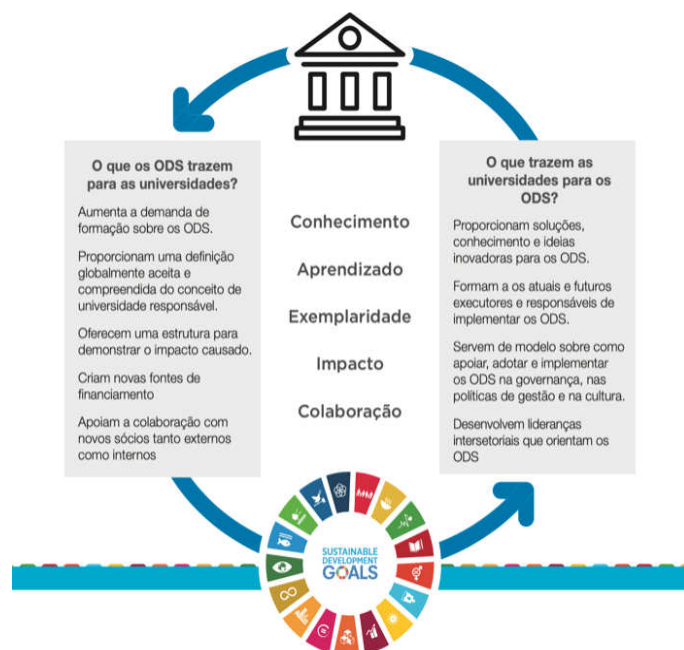 O que os ODS trazem
para as universidades?
Aumenta a demanda de
formação sobre os ODS.
Proporcionam uma definição
globalmente aceita e
compreendida do conceito de
universidade responsável.
Oferecem uma estrutura para
demonstrar o impacto causado.
Criam novas fontes de
financiamento
Apoiam a colaboração com
novos sócios tanto externos
como internos
Conhecimento
Aprendizado
Exemplaridade
Impacto
Colaboração
O que trazem as
universidades para os
ODS?
Proporcionam soluções,
conhecimento e ideias
inovadoras para os ODS.
Formam a os atuais e futuros
executores e responsáveis de
implementar os ODS.
Servem de modelo sobre como
apoiar, adotar e implementar
os ODS na governança, nas
políticas de gestão e na cultura.
Desenvolvem lideranças
intersetoriais que orientam os
ODS
SUSTAINABLE
DEVELOPMENT
GOALS